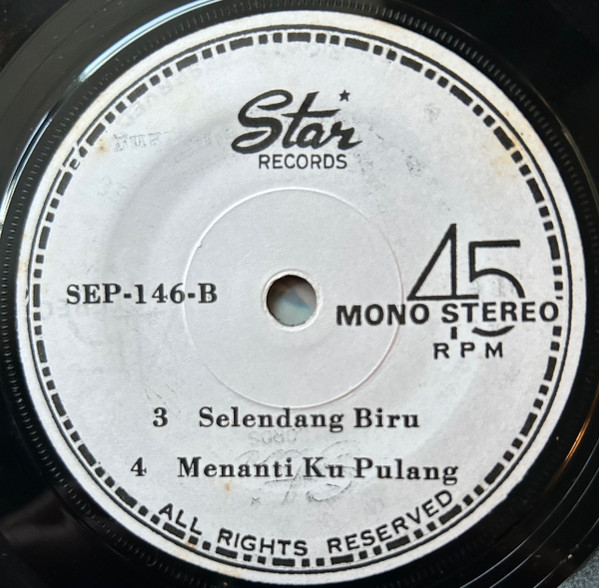 Star
RECORDS
SEP-146-B
45
MONO STEREO
RPM
3 Selendang Biru
4 Menanti Ku Pulang
ALL RIGHTS RESERVED